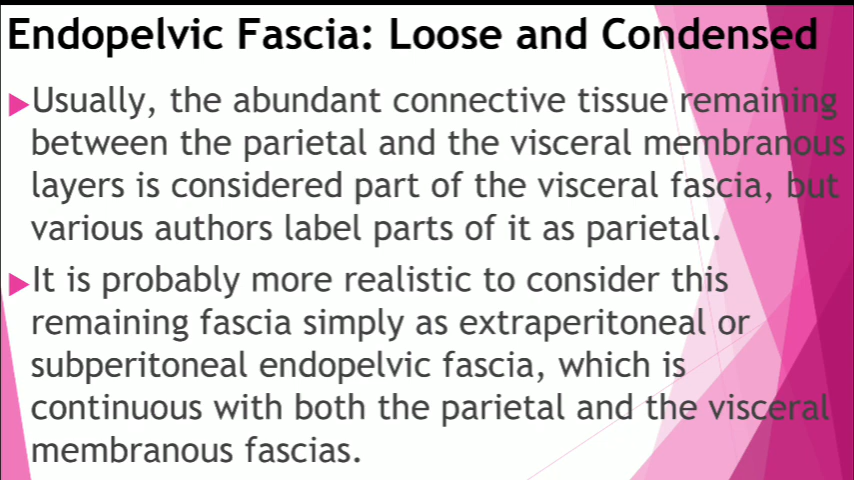 Endopelvic Fascia: Loose and Condensed
Usually, the abundant connective tissue remaining
between the parietal and the visceral membranous
layers is considered part of the visceral fascia, but
various authors label parts of it as parietal.
It is probably more realistic to consider this
remaining fascia simply as extraperitoneal or
subperitoneal endopelvic fascia, which is
continuous with both the parietal and the visceral
membranous fascias.